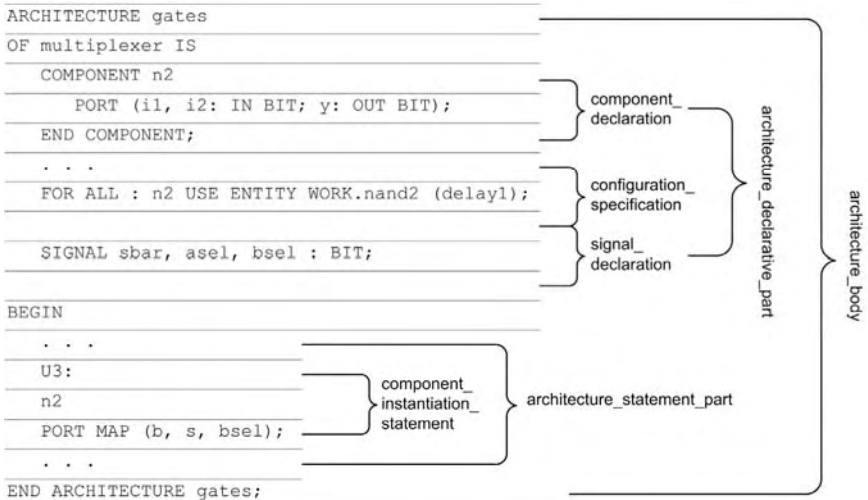 ARCHITECTURE gates
OF multiplexer IS
COMPONENT n2
PORT (i1, i2: IN BIT; y: OUT BIT);
END COMPONENT;
. . .
FOR ALL : n2 USE ENTITY WORK.nand2 (delay1);
SIGNAL sbar, asel, bsel : BIT;
BEGIN
. . .
U3:
n2
PORT MAP (b, s, bsel);
. . .
END ARCHITECTURE gates;
component_
declaration
configuration_
specification
signal_
declaration
architecture_declarative_part
architecture_body
component_
instantiation_
statement
architecture_statement_part